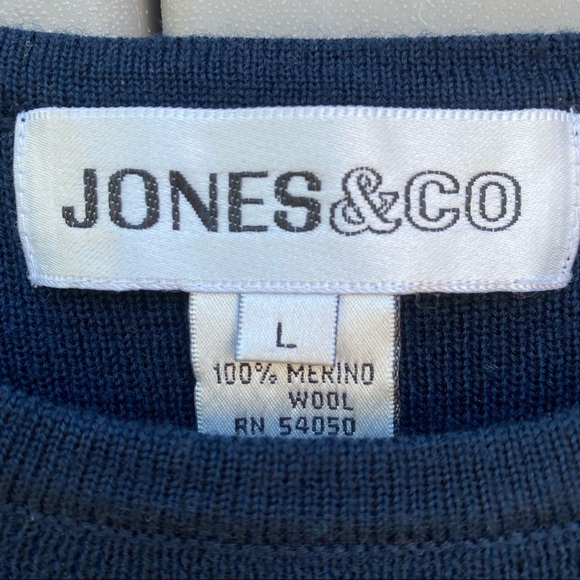 JONES&CO
L
100% MERINO
WOOL
RN 54050